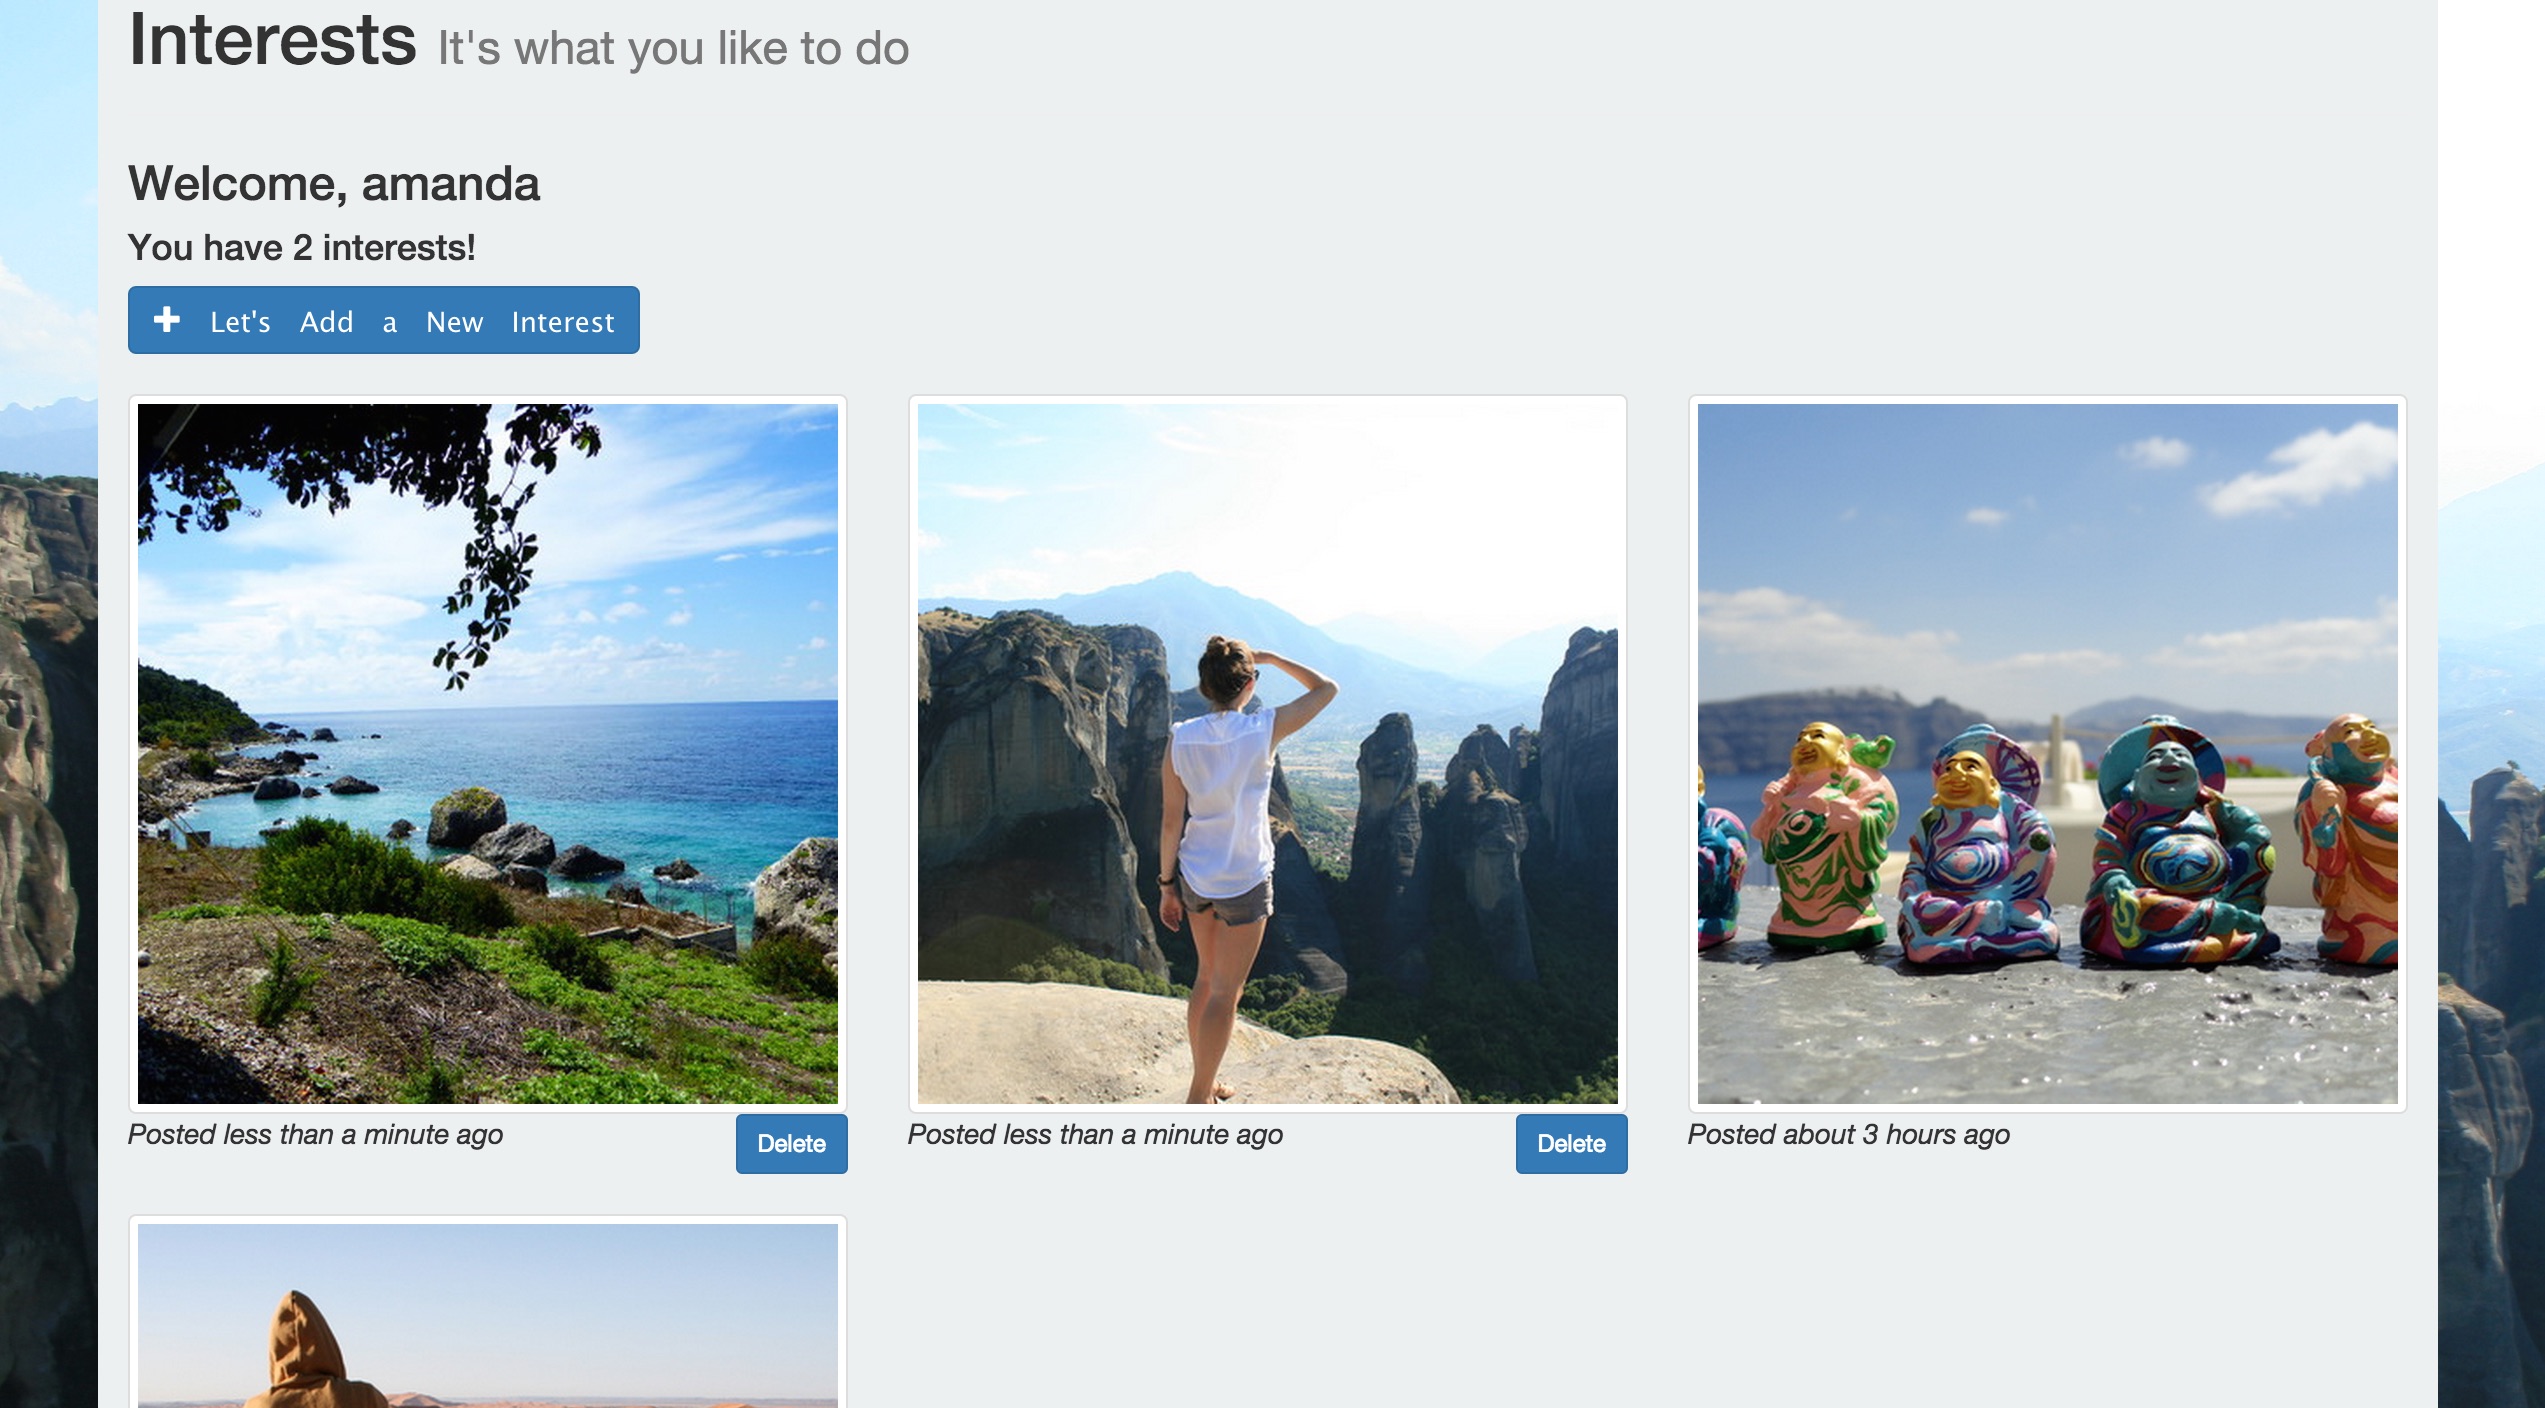 Interests It's what you like to do
Welcome, amanda
You have 2 interests!
Let's Add a New Interest
Posted less than a minute ago
Delete
Posted less than a minute ago
Delete
Posted about 3 hours ago